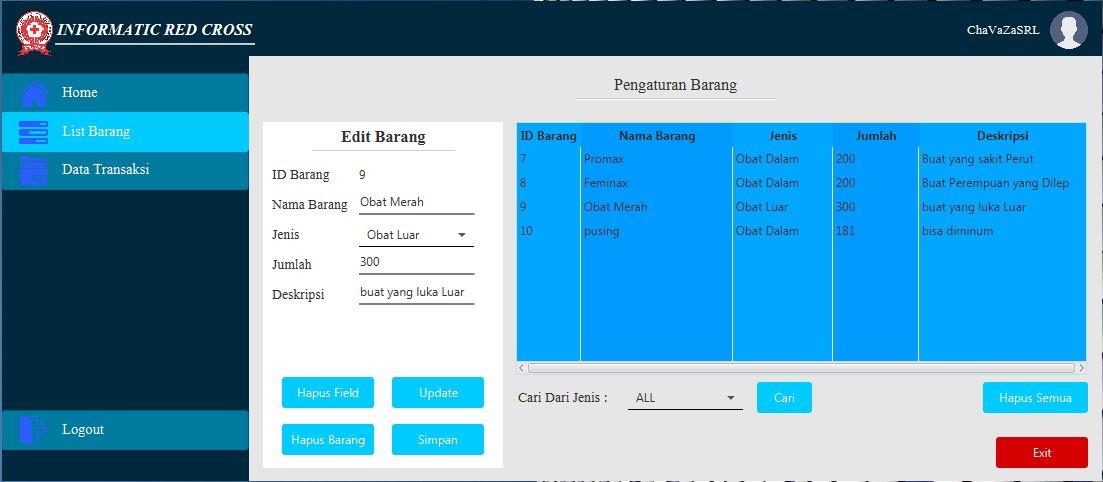 INFORMATIC RED CROSS
ChaVaZaSRL
Home
List Barang
Data Transaksi
Logout
Pengaturan Barang
Edit Barang
ID Barang 9
Nama Barang Obat Merah
Jenis Obat Luar
Jumlah 300
Deskripsi buat yang luka Luar
Hapus Field Update
Hapus Barang Simpan
ID Barang Nama Barang Jenis Jumlah Deskripsi
7 Promax Obat Dalam 200 Buat yang sakit Perut
8 Feminax Obat Dalam 200 Buat Perempuan yang Dilep
9 Obat Merah Obat Luar 300 buat yang luka Luar
10 pusing Obat Dalam 181 bisa diminum
Cari Dari Jenis : ALL Cari Hapus Semua
Exit